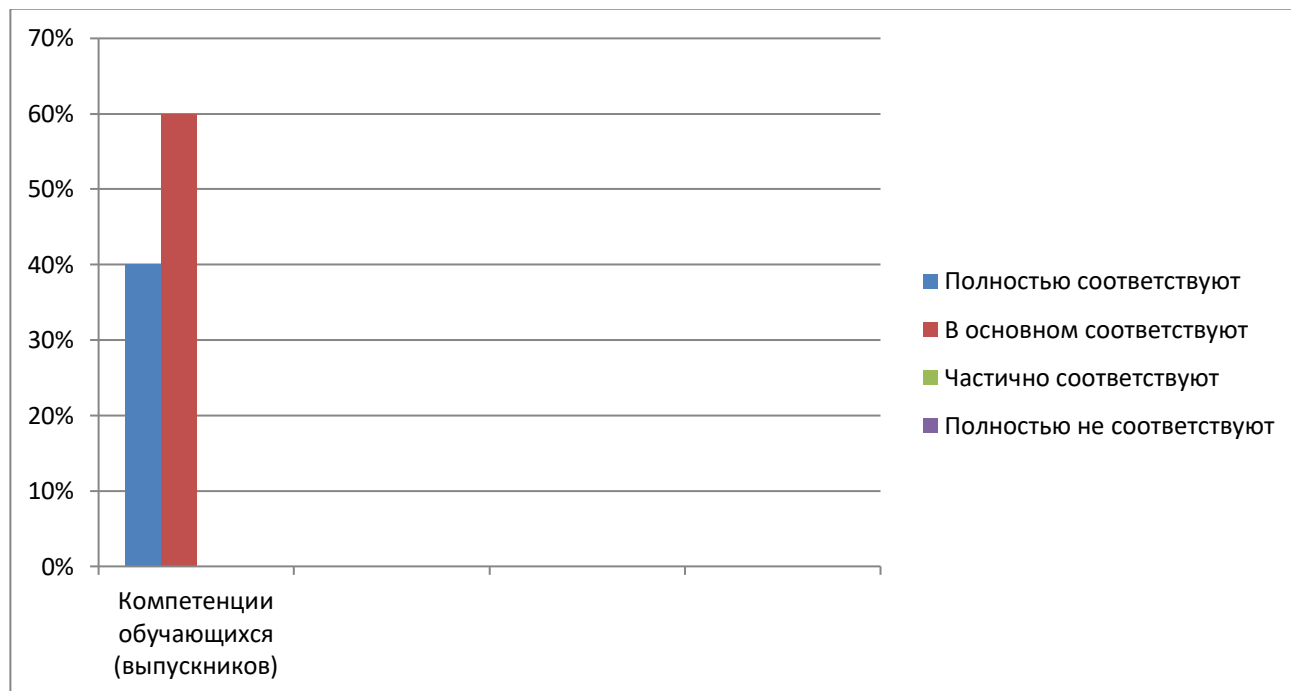 70%
60%
50%
40%
30%
20%
10%
0%
Компетенции
обучающихся
(выпускников)
Полностью соответствуют
В основном соответствуют
Частично соответствуют
Полностью не соответствуют